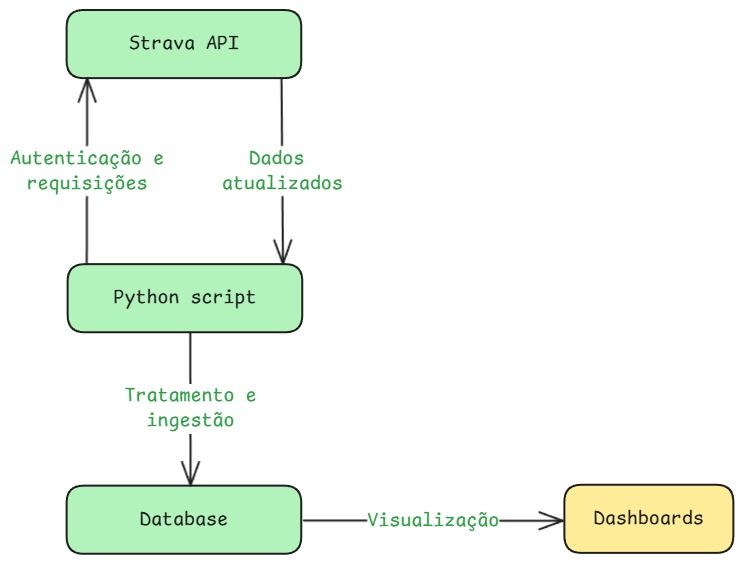 Strava API
Autenticação e
requisições
Dados
atualizados
Python script
Tratamento e
ingestão
Database
Visualização
Dashboards